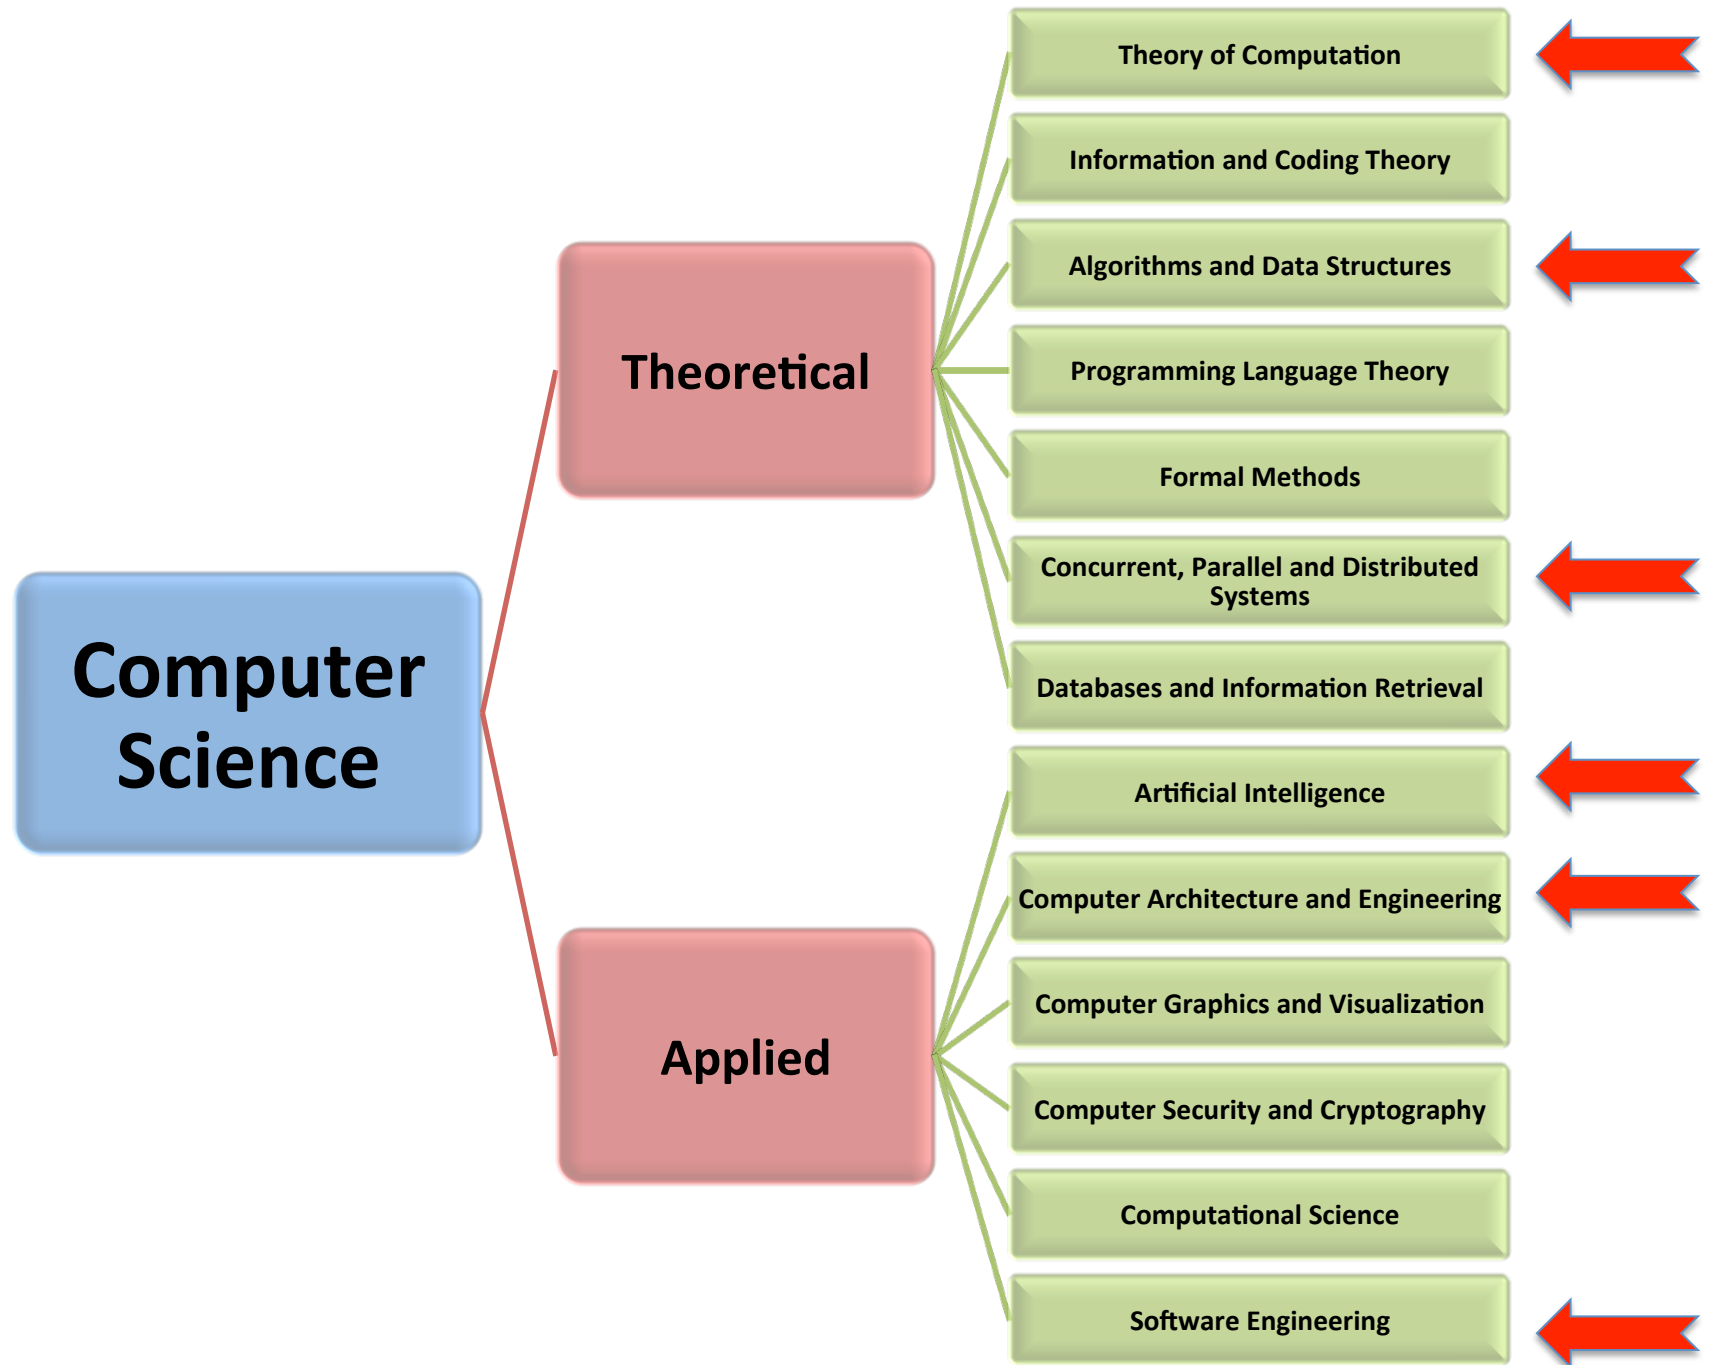 Computer
Science
Theoretical
Applied
Theory of Computation
Information and Coding Theory
Algorithms and Data Structures
Programming Language Theory
Formal Methods
Concurrent, Parallel and Distributed
Systems
Databases and Information Retrieval
Artificial Intelligence
Computer Architecture and Engineering
Computer Graphics and Visualization
Computer Security and Cryptography
Computational Science
Software Engineering